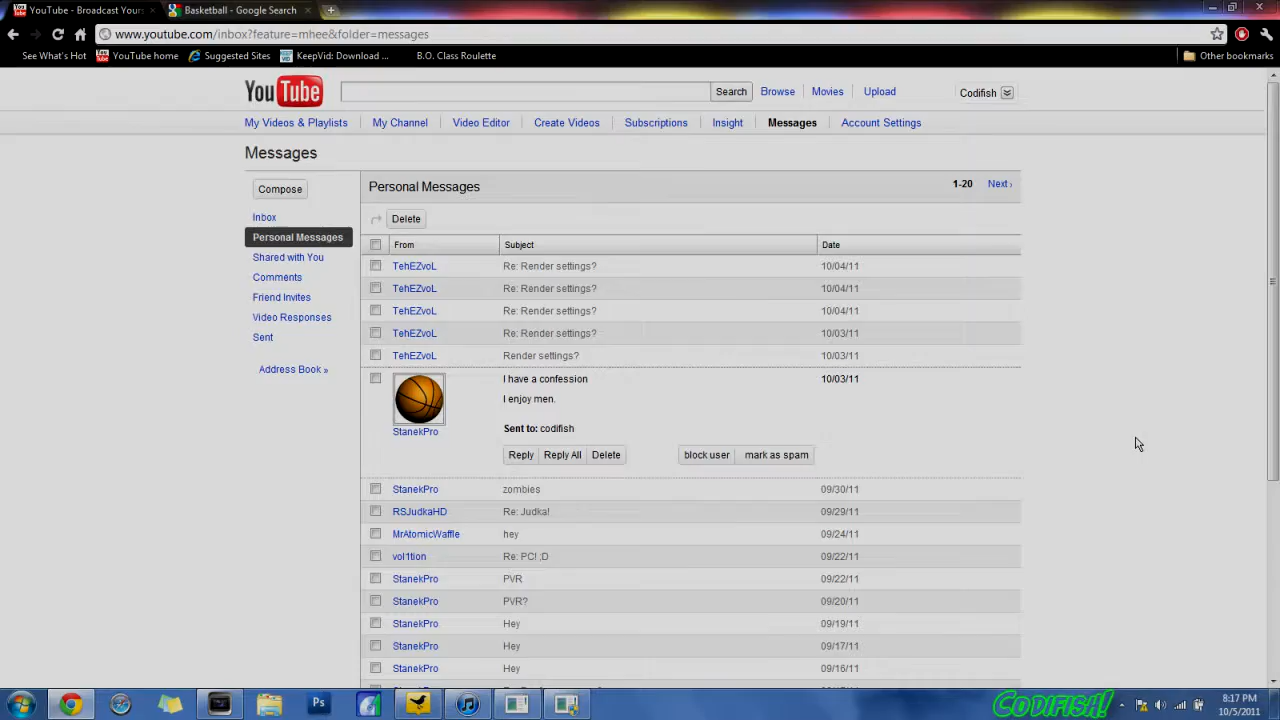 YouTube - Broadcast Yours
Basketball - Google Search
www.youtube.com/inbox?feature=mhee&folder=messages
See What's Hot
YouTube home
Suggested Sites
KeepVid: Download ...
B.O. Class Roulette
Other bookmarks
YouTube
Search
Browse
Movies
Upload
Codifish
My Videos & Playlists
My Channel
Video Editor
Create Videos
Subscriptions
Insight
Messages
Account Settings
Messages
Compose
Inbox
Personal Messages
Shared with You
Comments
Friend Invites
Video Responses
Sent
Address Book »
Personal Messages
1-20
Next ›
Delete
From Subject Date
TehEZvoL Re: Render settings? 10/04/11
TehEZvoL Re: Render settings? 10/04/11
TehEZvoL Re: Render settings? 10/04/11
TehEZvoL Re: Render settings? 10/03/11
TehEZvoL Render settings? 10/03/11
I have a confession 10/03/11
I enjoy men.
Sent to: codifish
StanekPro
Reply Reply All Delete block user mark as spam
StanekPro zombies 09/30/11
RSJudkaHD Re: Judka! 09/29/11
MrAtomicWaffle hey 09/24/11
vol1tion Re: PC! ;D 09/22/11
StanekPro PVR 09/22/11
StanekPro PVR? 09/20/11
StanekPro Hey 09/19/11
StanekPro Hey 09/17/11
StanekPro Hey 09/16/11
Ps
CODIFISH!
8:17 PM
10/5/2011